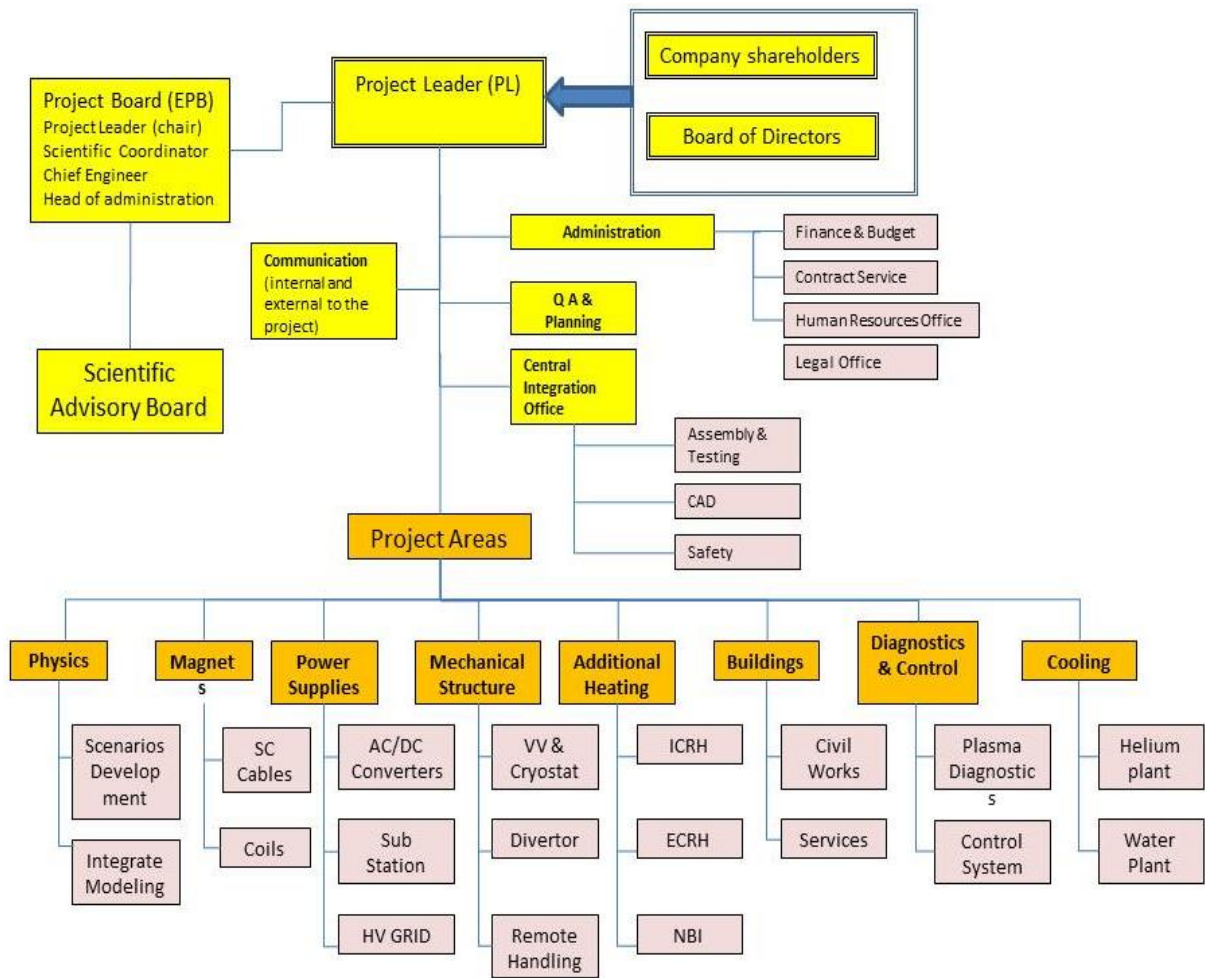 Company shareholders
Board of Directors
Project Leader (PL)
Project Board (EPB)
Project Leader (chair)
Scientific Coordinator
Chief Engineer
Head of administration
Scientific
Advisory Board
Communication
(internal and
external to the
project)
Administration
Finance & Budget
Contract Service
Human Resources Office
Legal Office
Q A &
Planning
Central
Integration
Office
Assembly &
Testing
CAD
Safety
Project Areas
Physics
Scenarios
Develop
ment
Integrate
Modeling
Magnet
s
SC
Cables
Coils
Power
Supplies
AC/DC
Converters
Sub
Station
HV GRID
Mechanical
Structure
VV &
Cryostat
Divertor
Remote
Handling
Additional
Heating
ICRH
ECRH
NBI
Buildings
Civil
Works
Services
Diagnostics
& Control
Plasma
Diagnostic
s
Control
System
Cooling
Helium
plant
Water
Plant